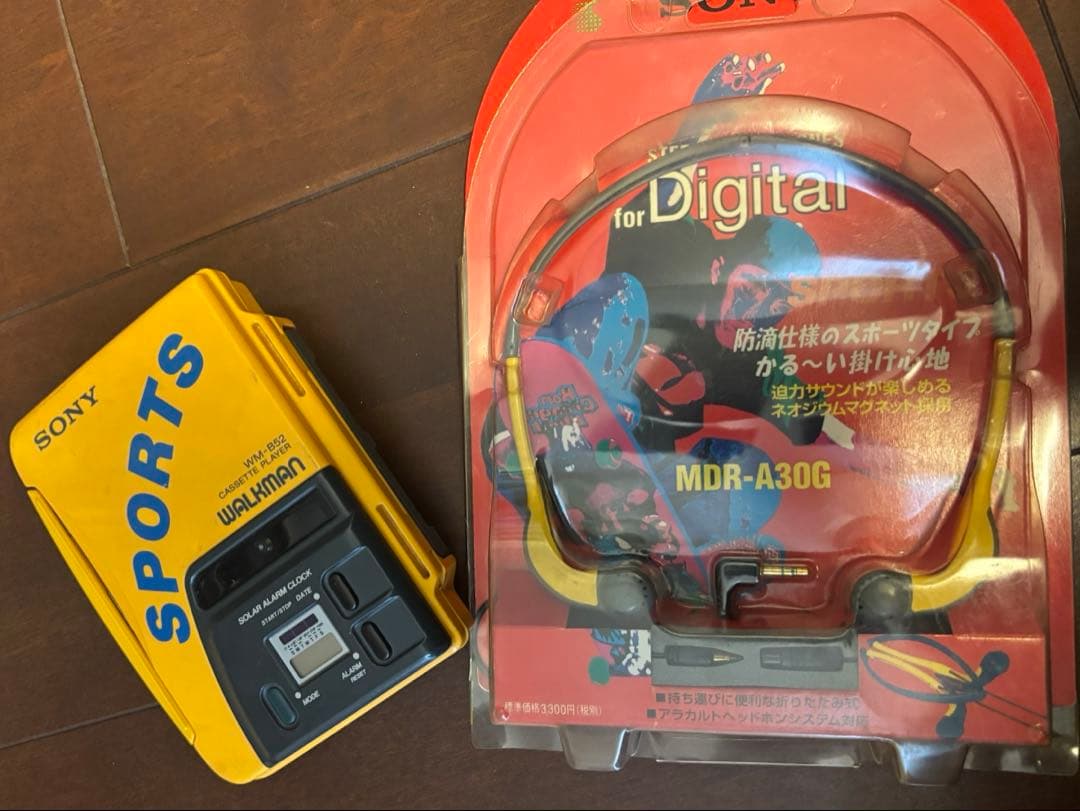 SONY
SPORTS
WM-B52
CASSETTE PLAYER
WALKMAN
SOLAR ALARM CLOCK
START/STOP
DATE
ALARM
RESET
MODE
SONY
for Digital
防滴仕様のスポーツタイプ
かる〜い掛け心地
迫力サウンドが楽しめる
ネオジウムマグネット採用
MDR-A30G
標準価格3,300円(税別)
■持ち運びに便利な折りたたみ式
■アラカルトヘッドホンシステム対応